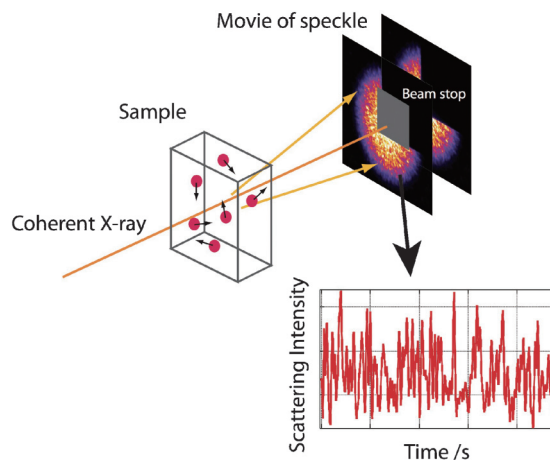 Movie of speckle
Beam stop
Sample
Coherent X-ray
Scattering Intensity
Time /s